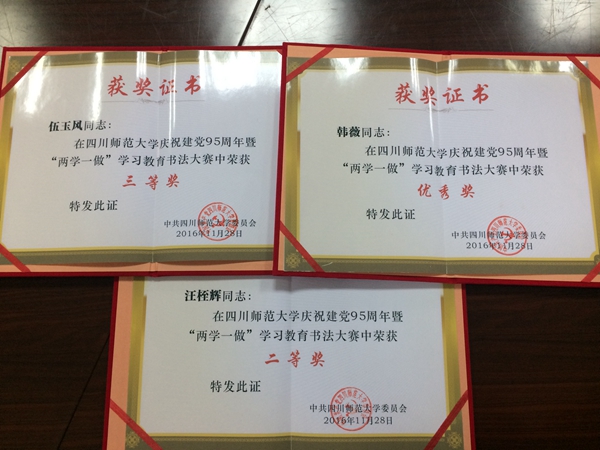 获奖证书
伍玉凤同志：
在四川师范大学庆祝建党95周年暨
“两学一做”学习教育书法大赛中荣获
三等奖
特发此证
中共四川师范大学委员会
2016年11月28日
获奖证书
韩薇同志：
在四川师范大学庆祝建党95周年暨
“两学一做”学习教育书法大赛中荣获
优秀奖
特发此证
中共四川师范大学委员会
2016年11月28日
汪桎辉同志：
在四川师范大学庆祝建党95周年暨
“两学一做”学习教育书法大赛中荣获
二等奖
特发此证
中共四川师范大学委员会
2016年11月28日